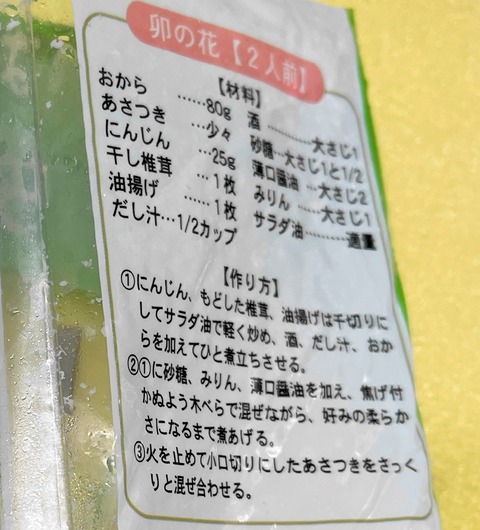 卯の花【2人前】
【材料】
おから……80g
あさつき…少々
にんじん…25g
干し椎茸……1枚
油揚げ……1枚
だし汁…1/2カップ
酒………大さじ1
砂糖…大さじ1と1/2
薄口醤油…大さじ2
みりん……大さじ1
サラダ油………適量
【作り方】
①にんじん、もどした椎茸、油揚げは千切りに
してサラダ油で軽く炒め、酒、だし汁、おか
らを加えてひと煮立ちさせる。
②①に砂糖、みりん、薄口醤油を加え、焦げ付
かぬよう木べらで混ぜながら、好みの柔らか
さになるまで煮あげる。
③火を止めて小口切りにしたあさつきをさっく
りと混ぜ合わせる。